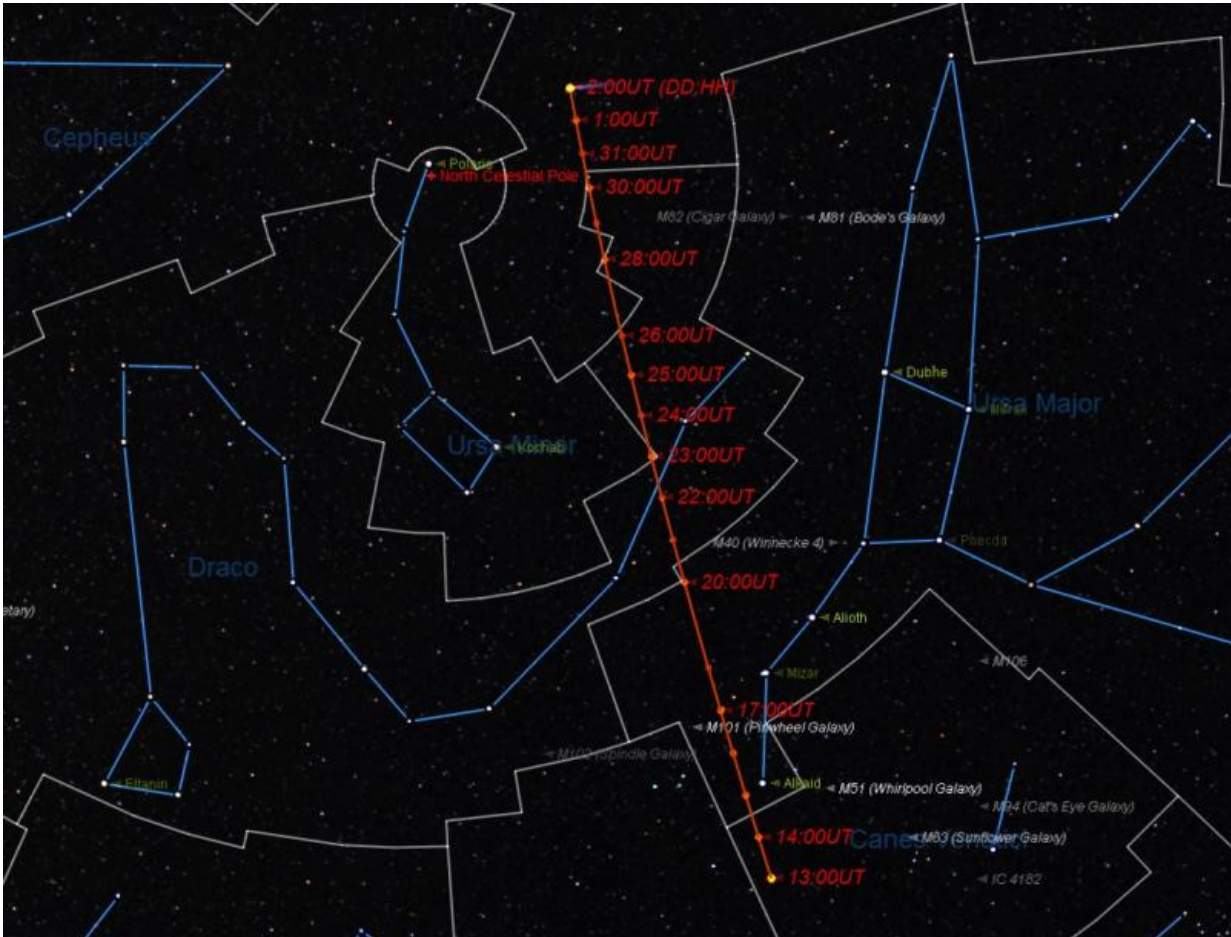 2:00UT (DD:HH)
1:00UT
Cepheus
31:00UT
Polaris
North Celestial Pole
30:00UT
M82 (Cigar Galaxy)
M81 (Bode's Galaxy)
28:00UT
26:00UT
25:00UT
Dubhe
Ursa Major
24:00UT
Ursa Minor
Kochab
23:00UT
22:00UT
M40 (Winnecke 4)
Phecda
Draco
20:00UT
etary)
Alioth
M106
Mizar
17:00UT
M101 (Pinwheel Galaxy)
M102 (Spindle Galaxy)
Eltanin
Alkaid
M51 (Whirlpool Galaxy)
M94 (Cat's Eye Galaxy)
14:00UT
M63 (Sunflower Galaxy)
13:00UT
IC 4182